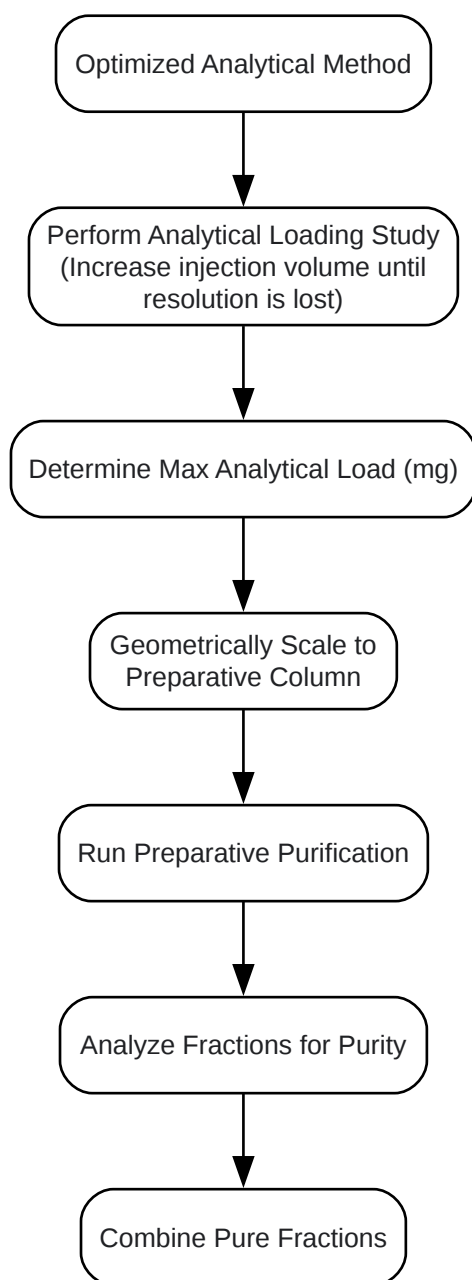 Optimized Analytical Method
Perform Analytical Loading Study
(Increase injection volume until
resolution is lost)
Determine Max Analytical Load (mg)
Geometrically Scale to
Preparative Column
Run Preparative Purification
Analyze Fractions for Purity
Combine Pure Fractions